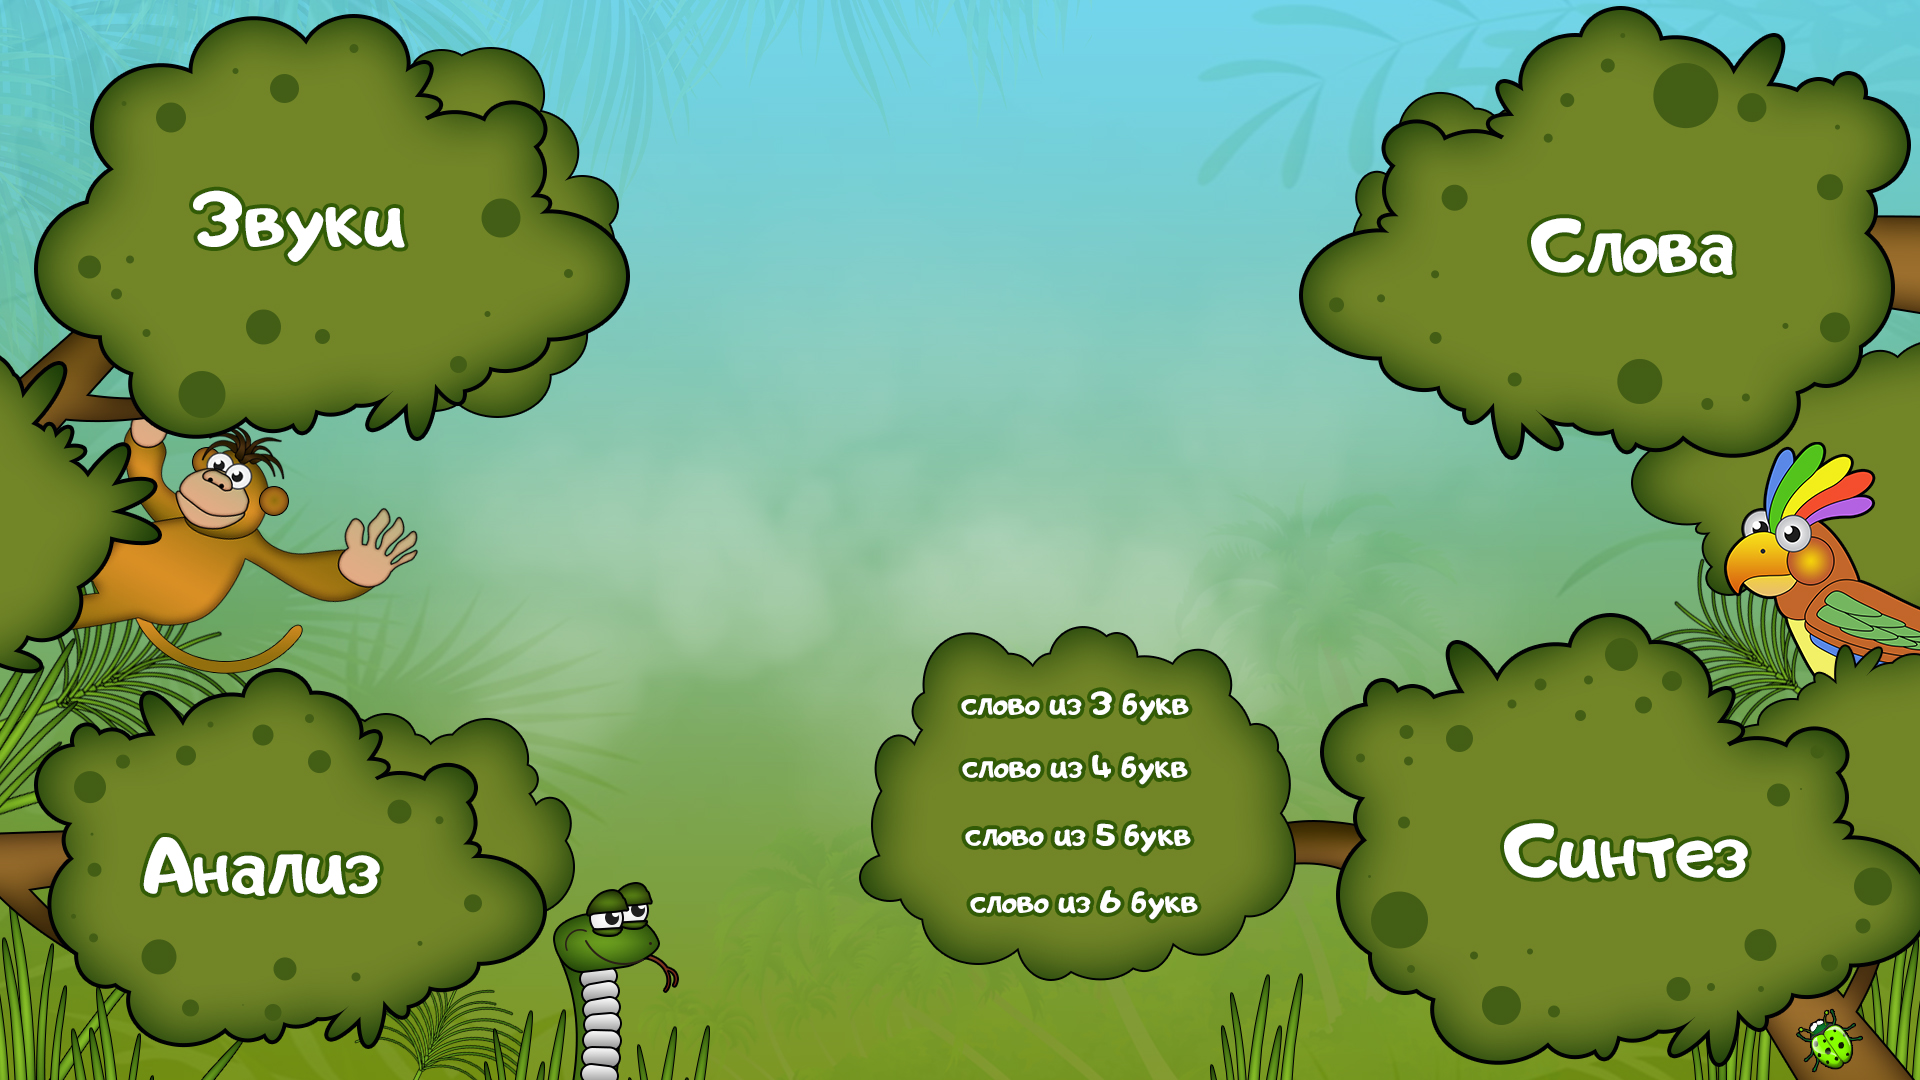 Звуки
Слова
Анализ
слово из 3 букв
слово из 4 букв
слово из 5 букв
слово из 6 букв
Синтез